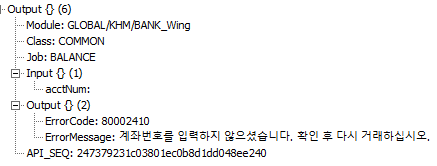 Output {} (6)
Module: GLOBAL/KHM/BANK_Wing
Class: COMMON
Job: BALANCE
Input {} (1)
acctNum:
Output {} (2)
ErrorCode: 80002410
ErrorMessage: 계좌번호를 입력하지 않으셨습니다. 확인 후 다시 거래하십시오.
API_SEQ: 247379231c03801ec0b8d1dd048ee240